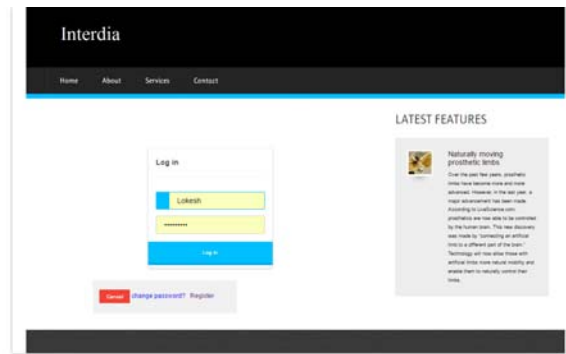 Interdia
Home About Services Contact
LATEST FEATURES
Log in
Lokesh
Log in
Cancel change password? Register
Naturally moving
prosthetic limbs
Over the past few years, prosthetic
limbs have become more and more
advanced. However, in the last year, a
major advancement has been made.
According to LiveScience.com
prosthetics are now able to be controlled
by the human brain. This new discovery
was made by "connecting an artificial
limb to a different part of the brain."
Technology will now allow those with
artificial limbs more natural mobility and
enable them to naturally control their
limbs.